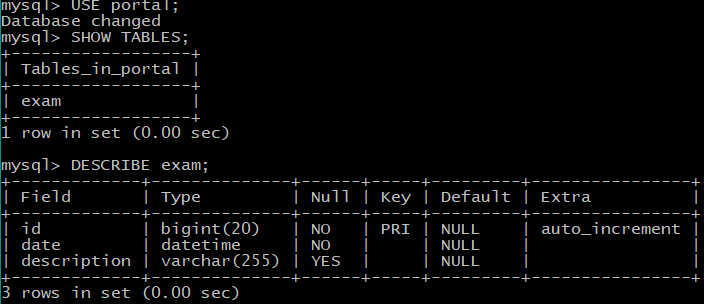 mysql> USE portal;
Database changed
mysql> SHOW TABLES;
+------------------+
| Tables_in_portal |
+------------------+
| exam             |
+------------------+
1 row in set (0.00 sec)

mysql> DESCRIBE exam;
+-------------+--------------+------+-----+---------+----------------+
| Field       | Type         | Null | Key | Default | Extra          |
+-------------+--------------+------+-----+---------+----------------+
| id          | bigint(20)   | NO   | PRI | NULL    | auto_increment |
| date        | datetime     | NO   |     | NULL    |                |
| description | varchar(255) | YES  |     | NULL    |                |
+-------------+--------------+------+-----+---------+----------------+
3 rows in set (0.00 sec)